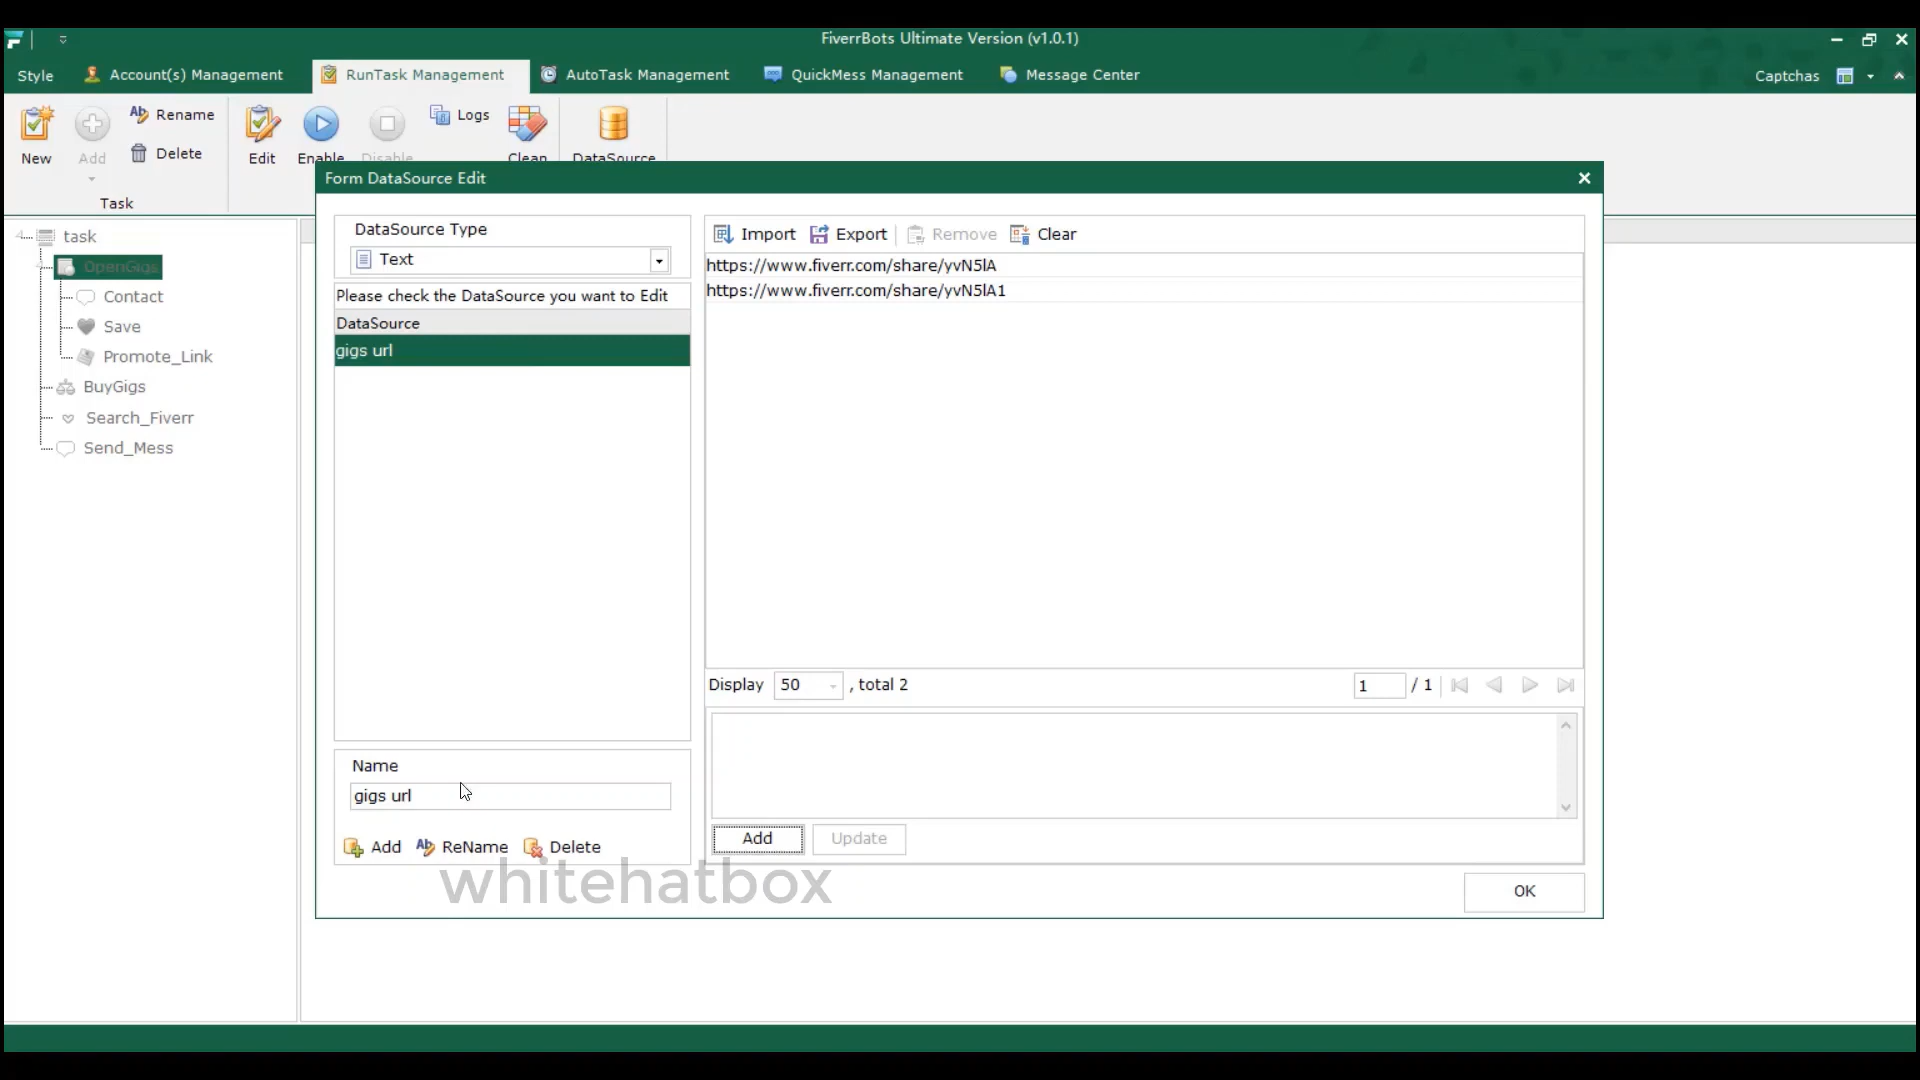 FiverrBots Ultimate Version (v1.0.1)
Style
Account(s) Management
RunTask Management
AutoTask Management
QuickMess Management
Message Center
Captchas
New
Add
Rename
Delete
Task
Edit
Enable
Disable
Logs
Clean
DataSource
task
OpenGigs
Contact
Save
Promote_Link
BuyGigs
Search_Fiverr
Send_Mess
Form DataSource Edit
DataSource Type
Text
Please check the DataSource you want to Edit
DataSource
gigs url
Name
gigs url
Add ReName Delete
Import Export Remove Clear
https://www.fiverr.com/share/yvN5lA
https://www.fiverr.com/share/yvN5lA1
Display 50 , total 2
1 / 1
Add Update
OK
whitehatbox